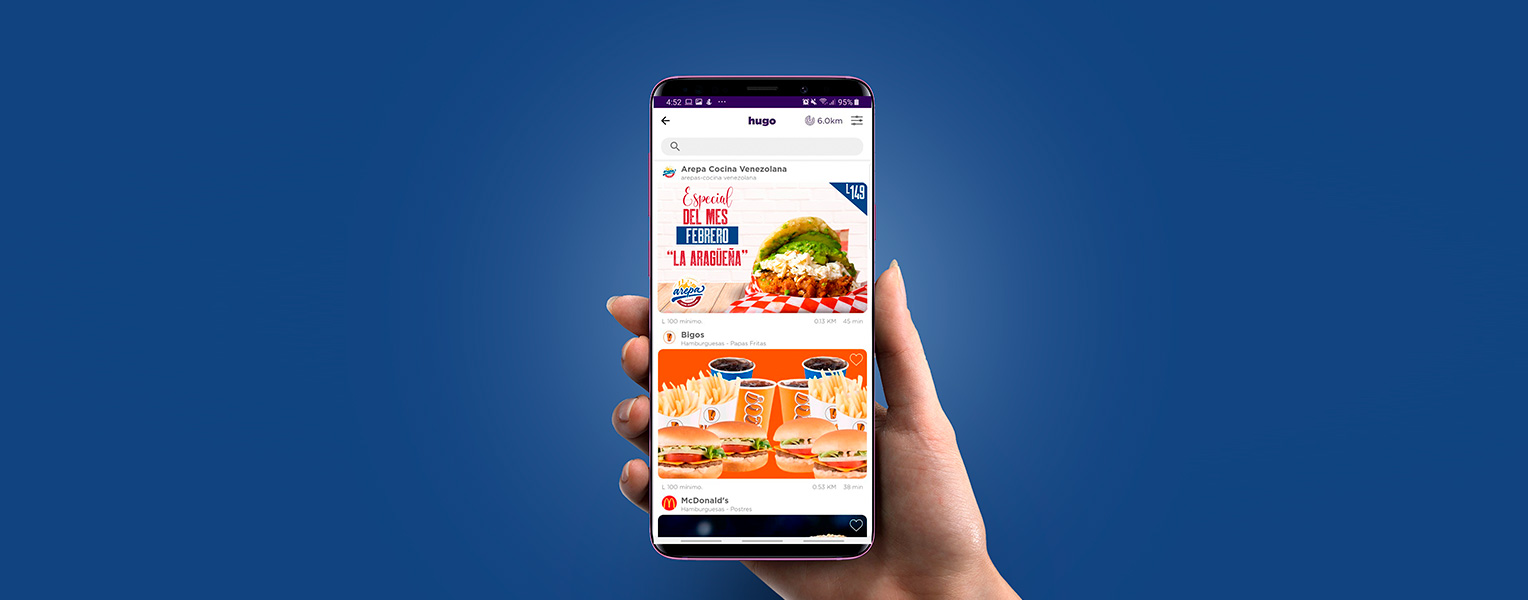 4:52 ... 95%
hugo 6.0km
Arepa Cocina Venezolana
arepas-cocina venezolana
L149
Especial
DEL MES
FEBRERO
“LA ARAGÜEÑA”
arepa
L 100 mínimo. 0.13 KM 45 min
Bigos
Hamburguesas - Papas Fritas
L 100 mínimo. 0.53 KM 38 min
McDonald's
Hamburguesas - Postres